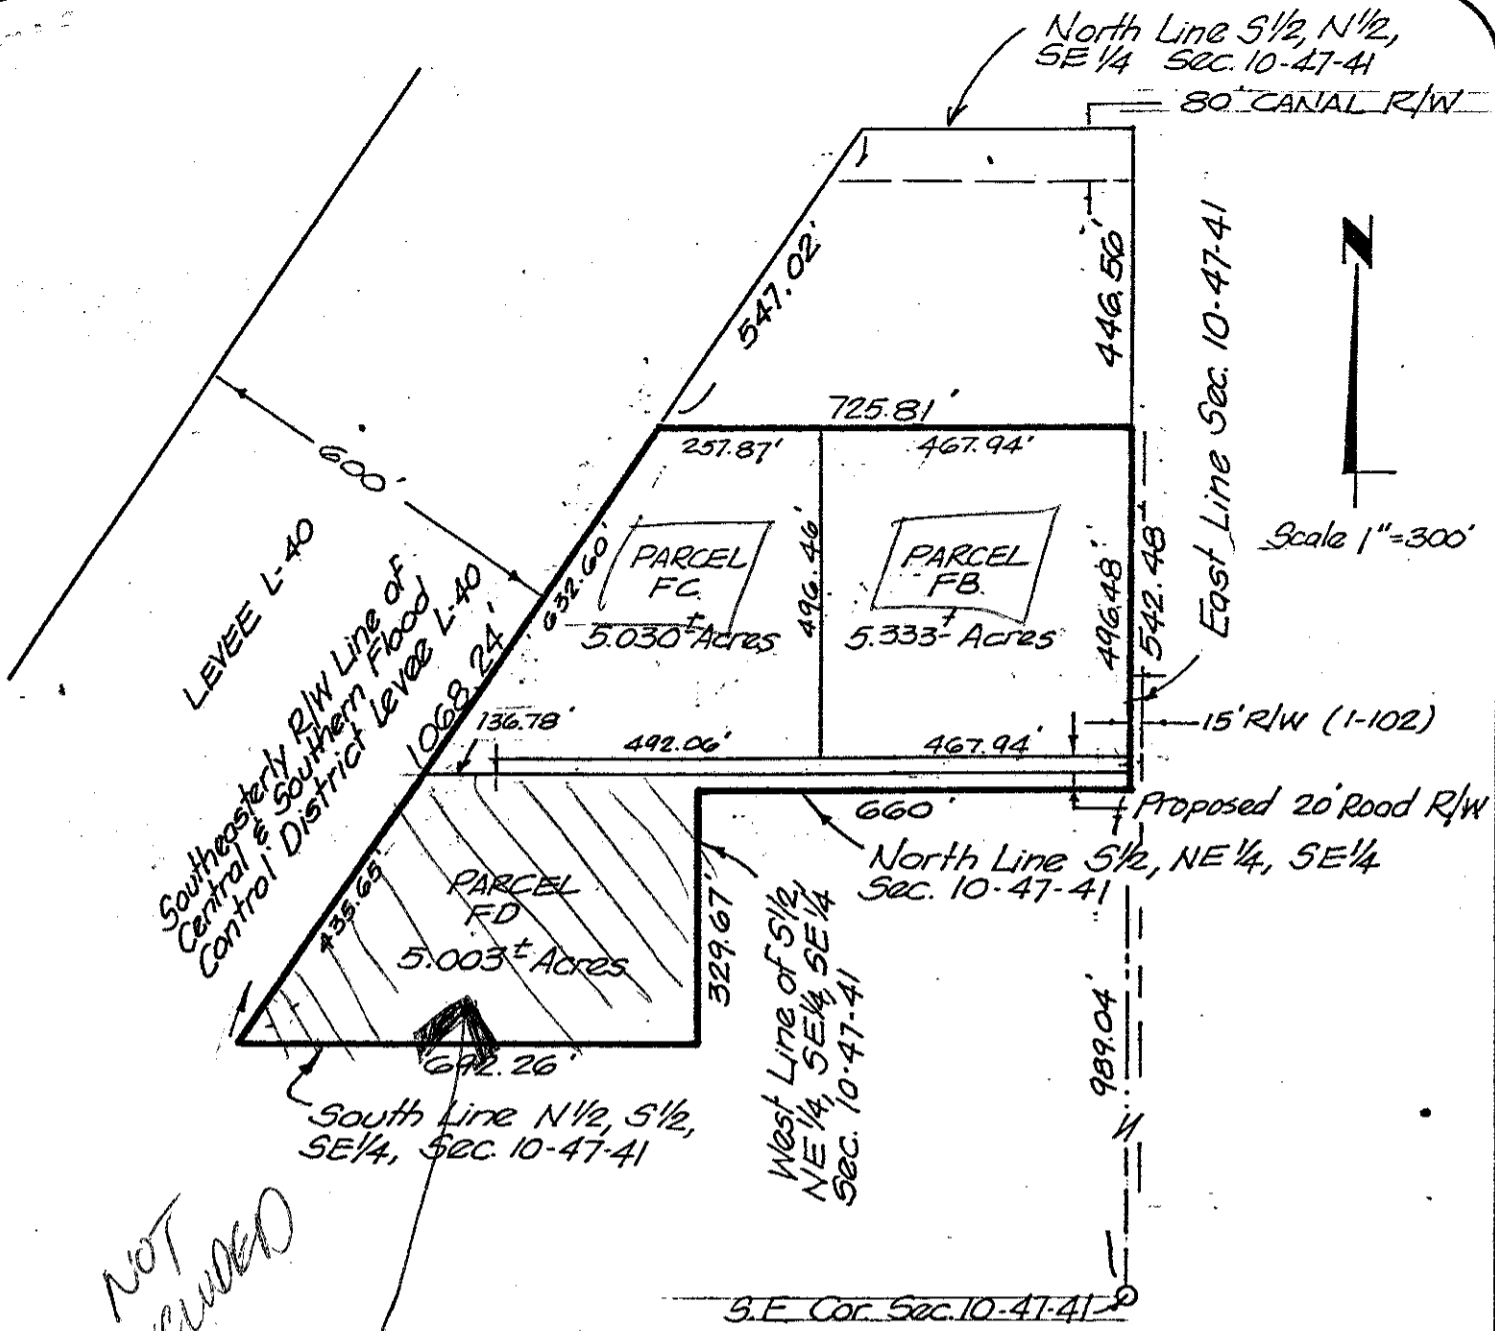 North Line S1/2, N1/2,
SE 1/4 Sec. 10-47-41
80' CANAL R/W
N
Scale 1"=300'
547.02'
446.56'
East Line Sec. 10-47-41
725.81'
257.87'
467.94'
600'
LEVEE L-40
Southeasterly R/W Line of
Central & Southern Flood
Control District Levee L-40
632.60'
1068.24'
PARCEL
FC
5.030± Acres
496.46'
PARCEL
FB.
5.333± Acres
496.48'
542.48'
136.78'
492.06'
467.94'
15' R/W (1-102)
Proposed 20' Road R/W
660'
North Line S1/2, NE 1/4, SE1/4
Sec. 10-47-41
435.65'
PARCEL
FD
5.003± Acres
329.67'
West Line of S1/2,
NE 1/4, SE1/4, SE1/4
Sec. 10-47-41
692.26'
South Line N1/2, S1/2,
SE1/4, Sec. 10-47-41
989.04'
NOT
S.E. Cor. Sec. 10-47-41